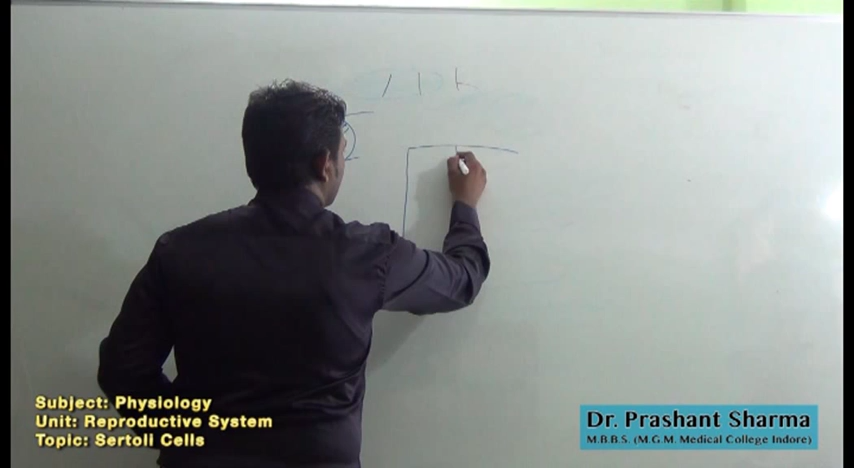 Subject: Physiology
Unit: Reproductive System
Topic: Sertoli Cells
Dr. Prashant Sharma
M.B.B.S. (M.G.M. Medical College Indore)